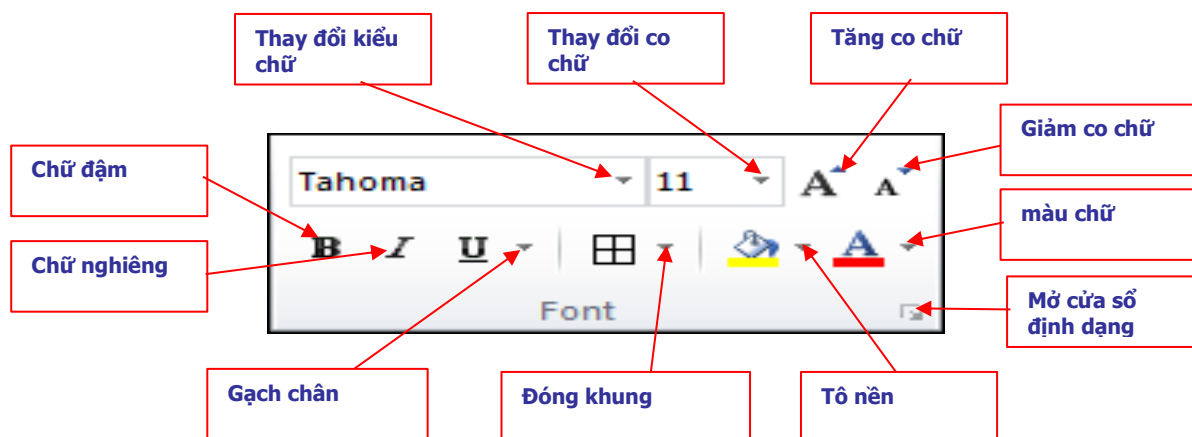 Thay đổi kiểu
chữ
Thay đổi co
chữ
Tăng co chữ
Giảm co chữ
Chữ đậm
Tahoma
11
A
A
màu chữ
B
I
U
A
Chữ nghiêng
Font
Mở cửa sổ
định dạng
Gạch chân
Đóng khung
Tô nền